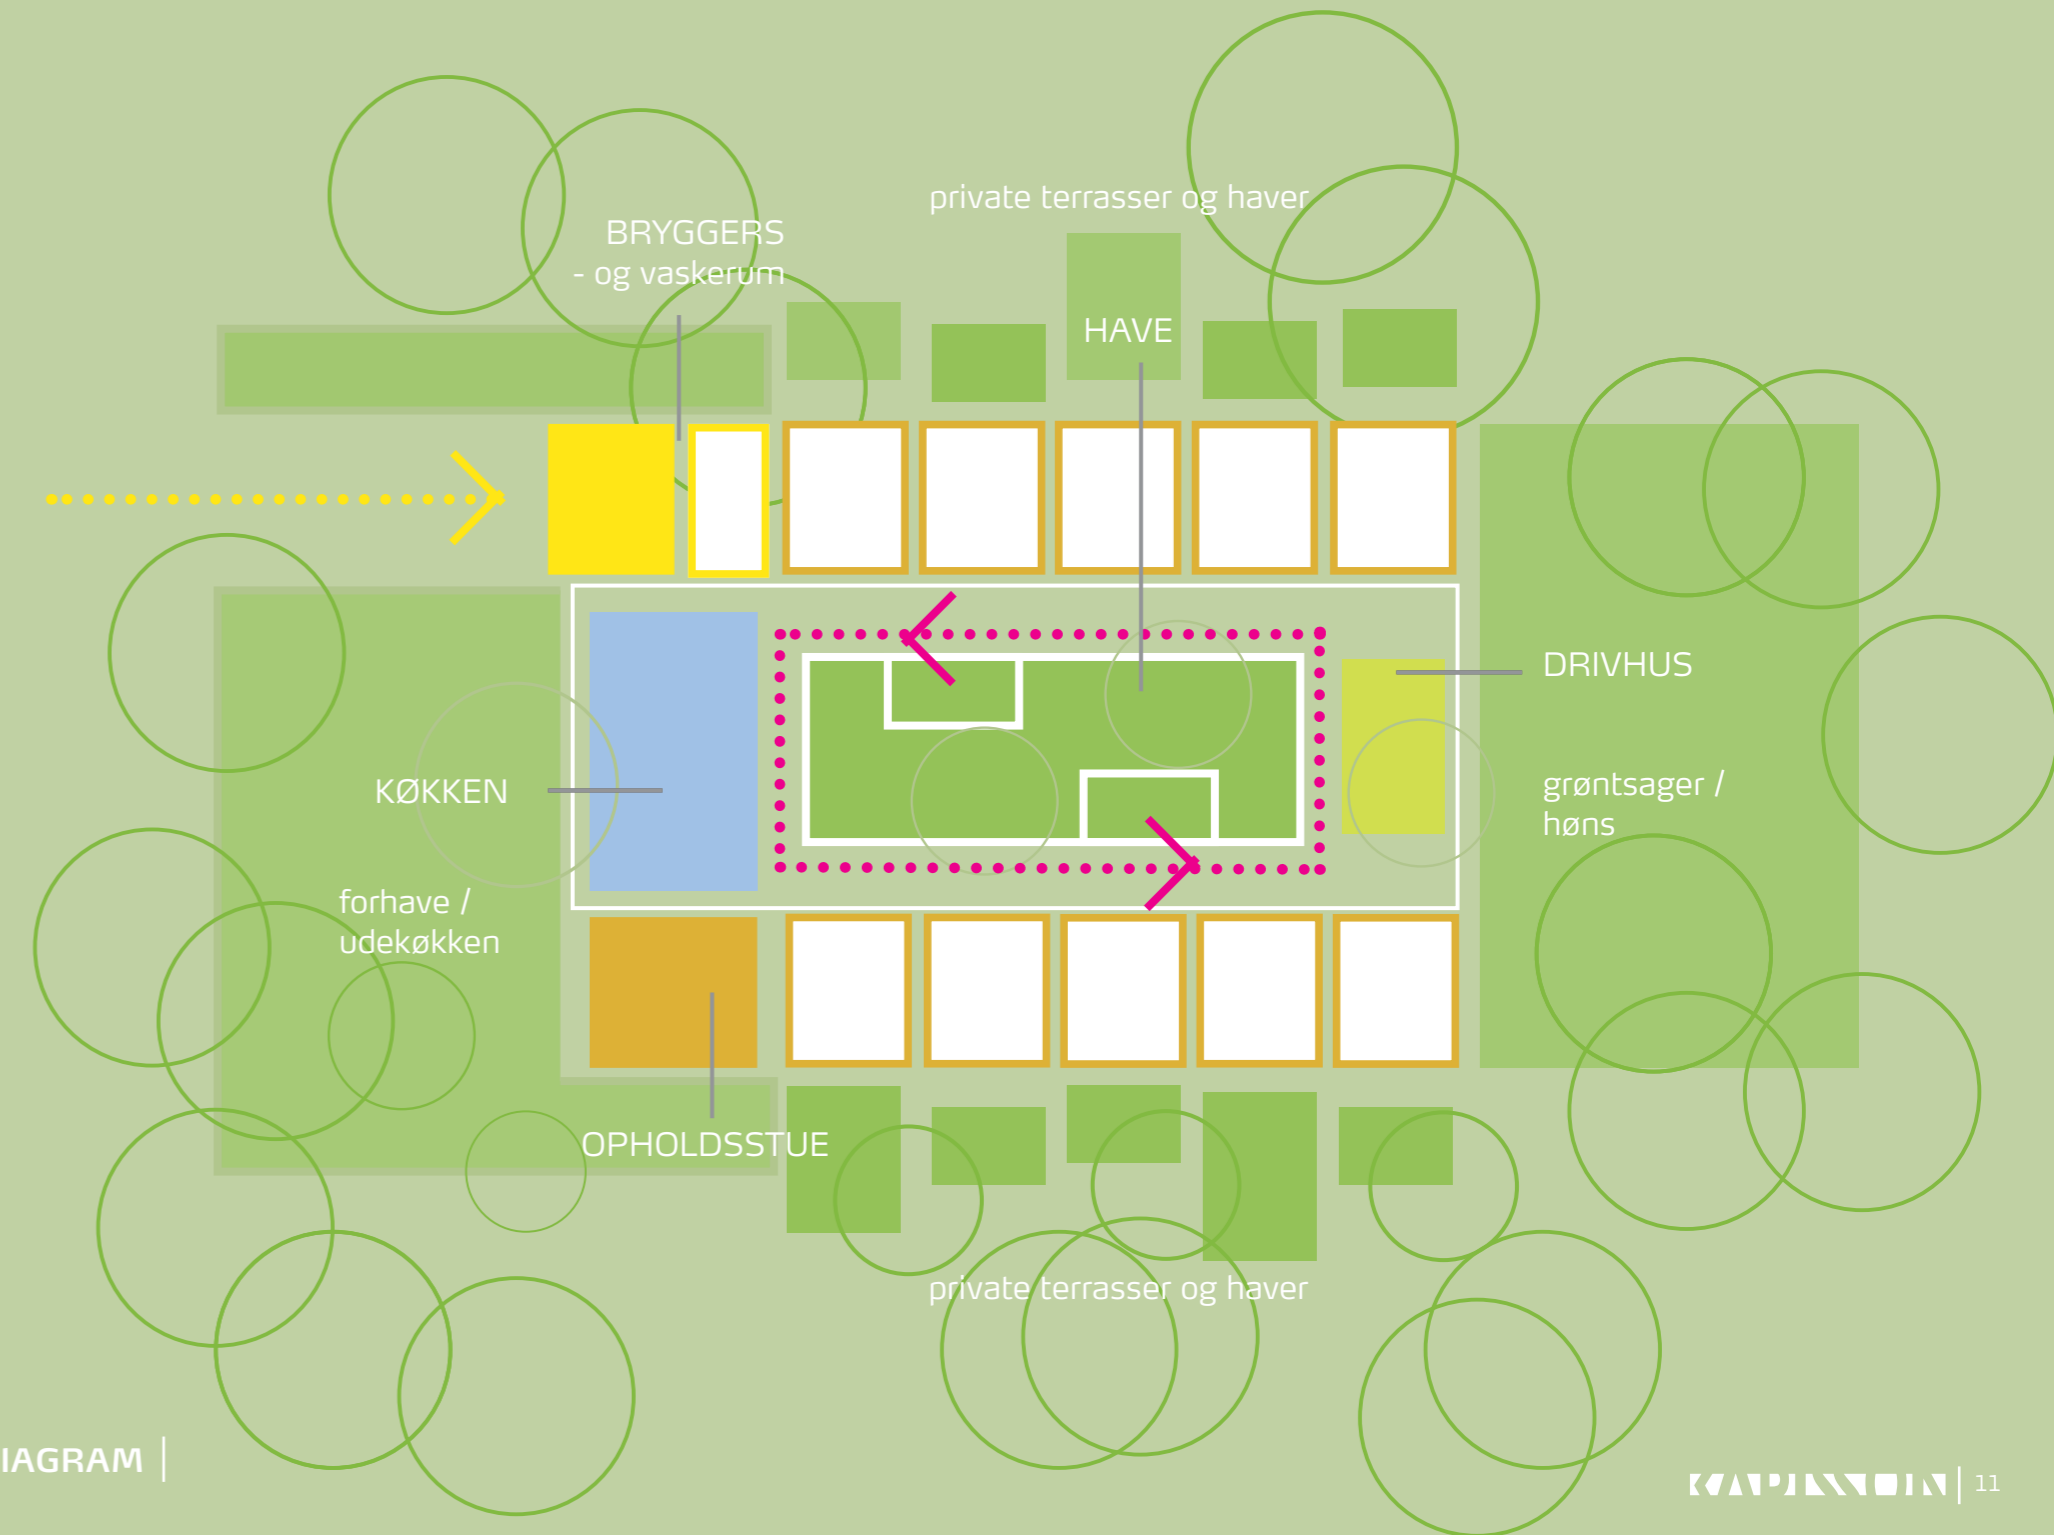 private terrasser og haver
BRYGGERS
- og vaskerum
HAVE
DRIVHUS
KØKKEN
grøntsager /
høns
forhave /
udekøkken
OPHOLDSSTUE
private terrasser og haver
IAGRAM
11